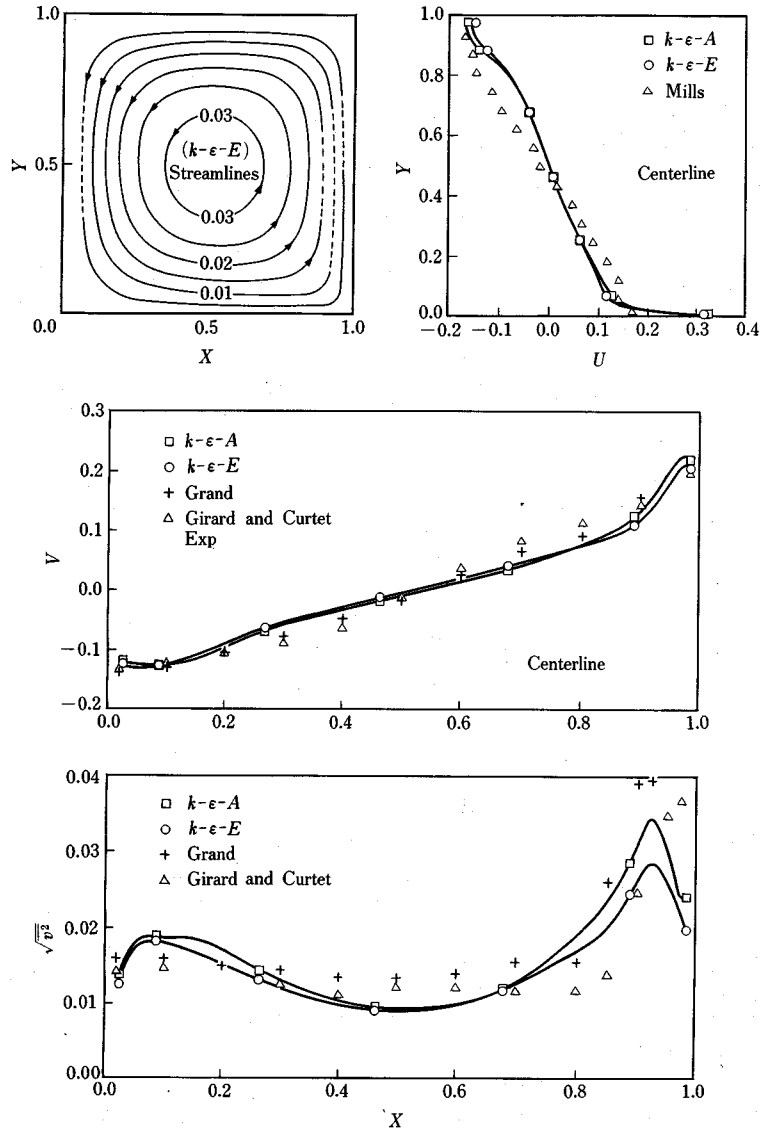 1.0
Y
0.5
0.0
0.03
(k-ε-E)
Streamlines
0.03
0.02
0.01
0.5
1.0
X
1.0
0.8
0.6
Y
0.4
0.2
0.0
k-ε-A
k-ε-E
Mills
Centerline
−0.2
−0.1
0.0
0.1
0.2
0.3
0.4
U
0.3
0.2
0.1
V
0.0
−0.1
−0.2
k-ε-A
k-ε-E
Grand
Girard and Curtet
Exp
Centerline
0.0
0.2
0.4
0.6
0.8
1.0
0.04
0.03
√v²
0.02
0.01
0.00
k-ε-A
k-ε-E
Grand
Girard and Curtet
0.0
0.2
0.4
0.6
0.8
1.0
X